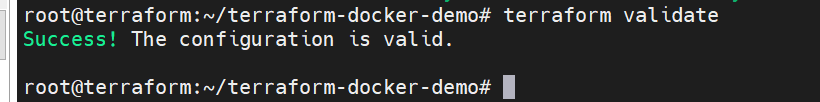 root@terraform:~/terraform-docker-demo# terraform validate
Success! The configuration is valid.
root@terraform:~/terraform-docker-demo#